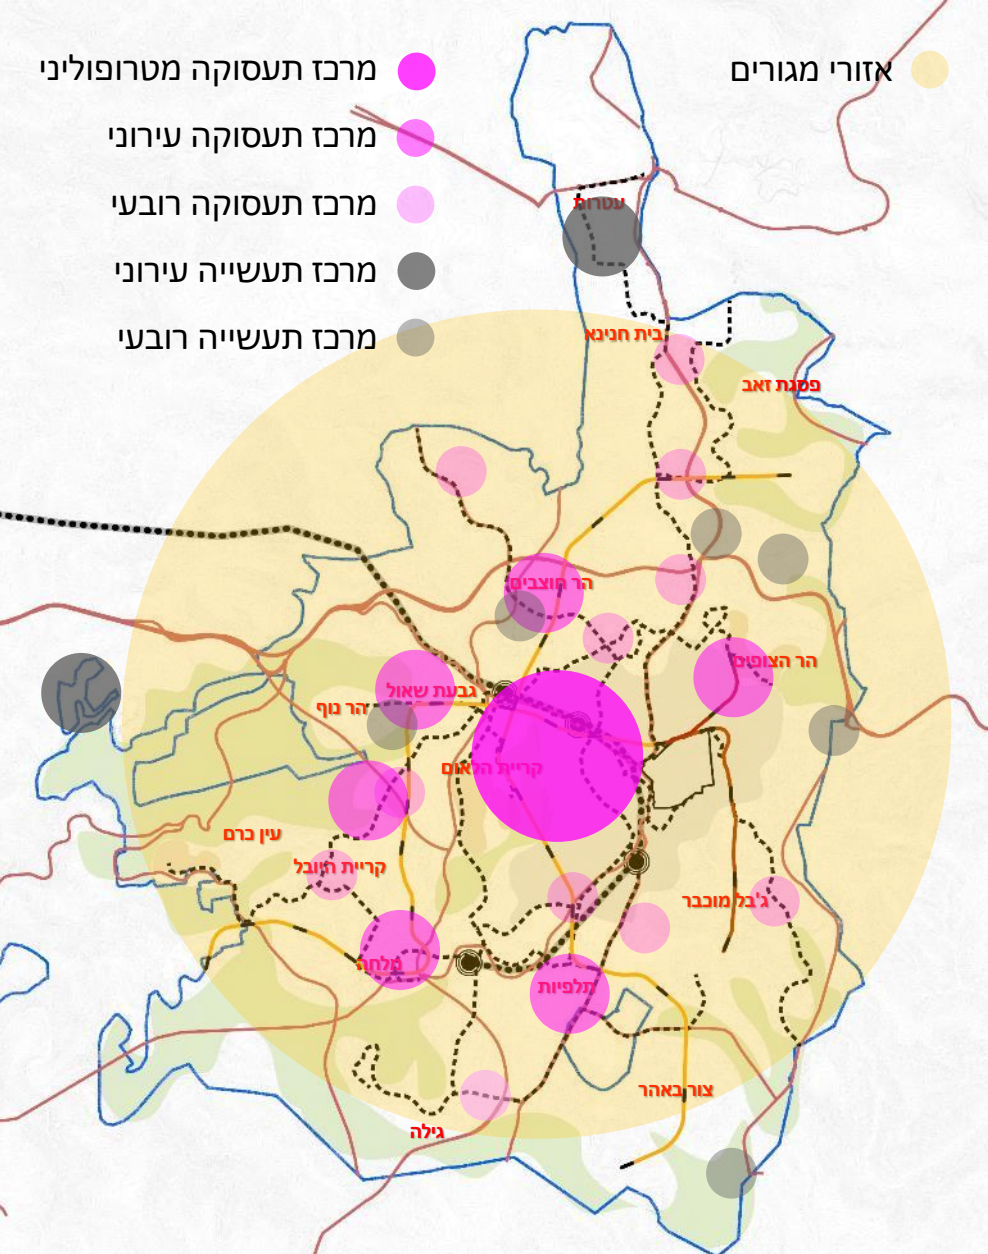 אזורי מגורים
מרכז תעסוקה מטרופוליני
מרכז תעסוקה עירוני
מרכז תעסוקה רובעי
מרכז תעשייה עירוני
מרכז תעשייה רובעי
עטרות
בית חנינא
פסגת זאב
הר חוצבים
הר הצופים
גבעת שאול
הר נוף
קריית הלאום
עין כרם
קריית היובל
ג'בל מוכבר
מלחה
תלפיות
צור באהר
גילה